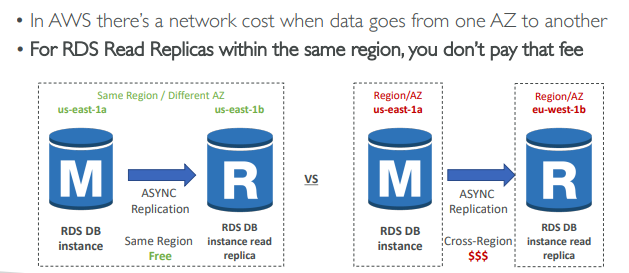 • In AWS there's a network cost when data goes from one AZ to another
• For RDS Read Replicas within the same region, you don't pay that fee
Same Region / Different AZ
us-east-1a
us-east-1b
M
R
ASYNC
Replication
RDS DB
instance
Same Region
Free
RDS DB
instance read
replica
VS
Region/AZ
us-east-1a
Region/AZ
eu-west-1b
M
R
ASYNC
Replication
RDS DB
instance
Cross-Region
$$$
RDS DB
instance read
replica